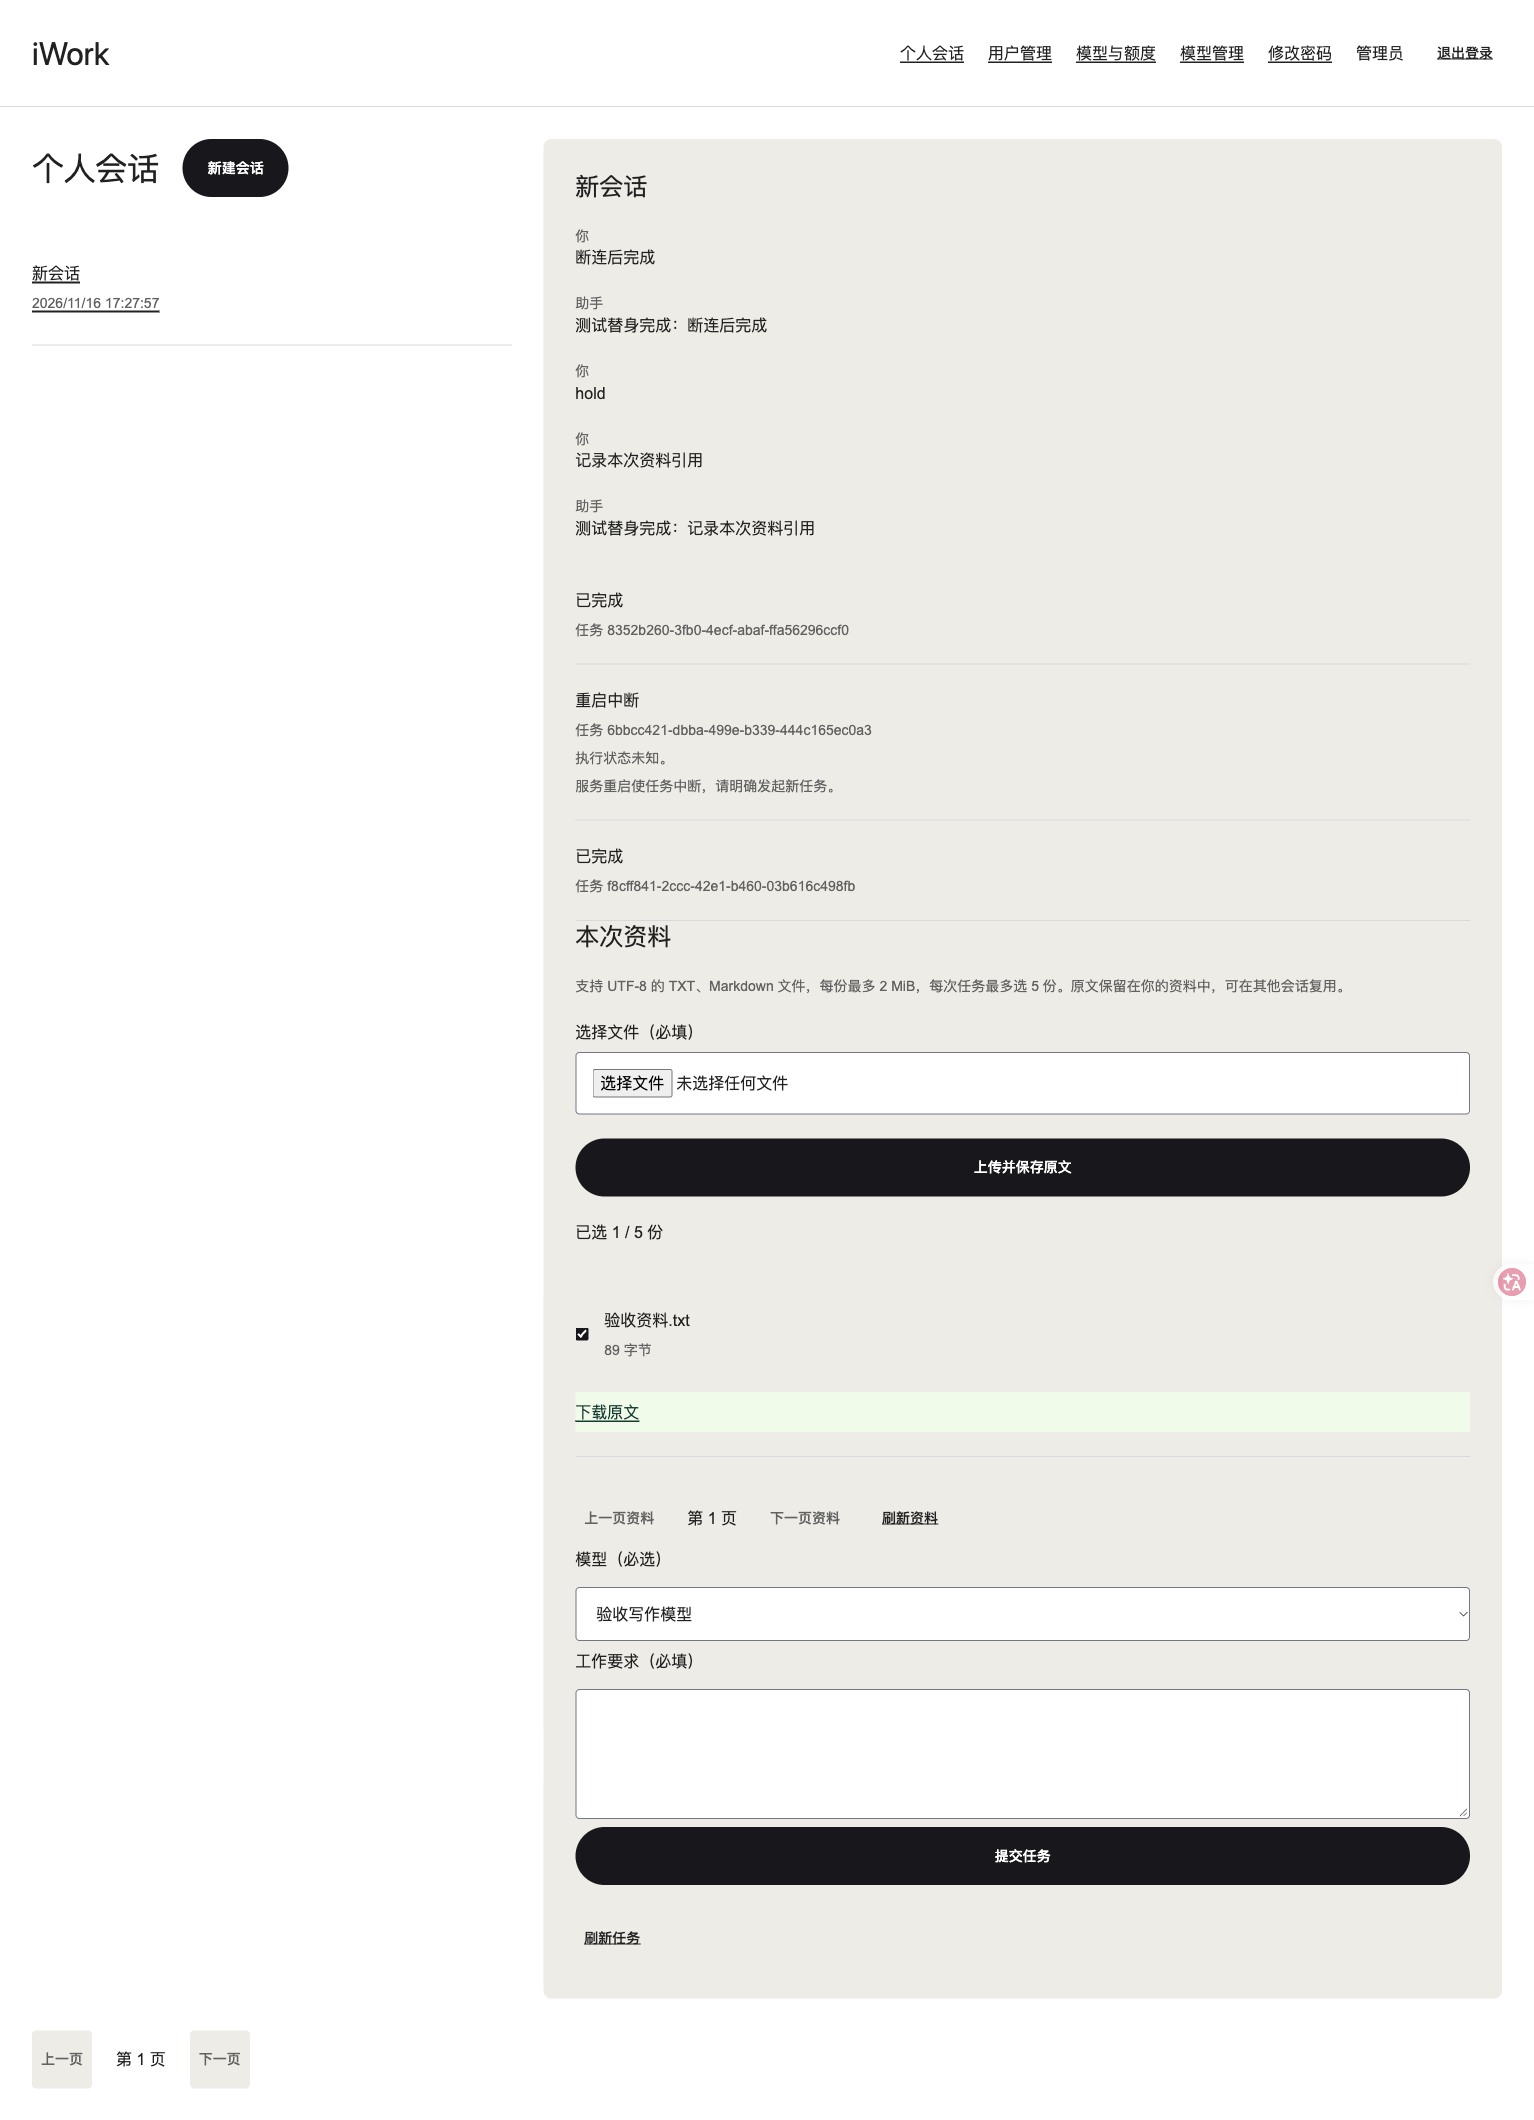 iWork
个人会话 用户管理 模型与额度 模型管理 修改密码 管理员 退出登录
个人会话 新建会话
新会话
2026/11/16 17:27:57
新会话
你
断连后完成
助手
测试替身完成：断连后完成
你
hold
你
记录本次资料引用
助手
测试替身完成：记录本次资料引用
已完成
任务 8352b260-3fb0-4ecf-abaf-ffa56296ccf0
重启中断
任务 6bbcc421-dbba-499e-b339-444c165ec0a3
执行状态未知。
服务重启使任务中断，请明确发起新任务。
已完成
任务 f8cff841-2ccc-42e1-b460-03b616c498fb
本次资料
支持 UTF-8 的 TXT、Markdown 文件，每份最多 2 MiB，每次任务最多选 5 份。原文保留在你的资料中，可在其他会话复用。
选择文件（必填）
选择文件 未选择任何文件
上传并保存原文
已选 1 / 5 份
验收资料.txt
89 字节
下载原文
上一页资料 第 1 页 下一页资料 刷新资料
模型（必选）
验收写作模型
工作要求（必填）
提交任务
刷新任务
上一页 第 1 页 下一页